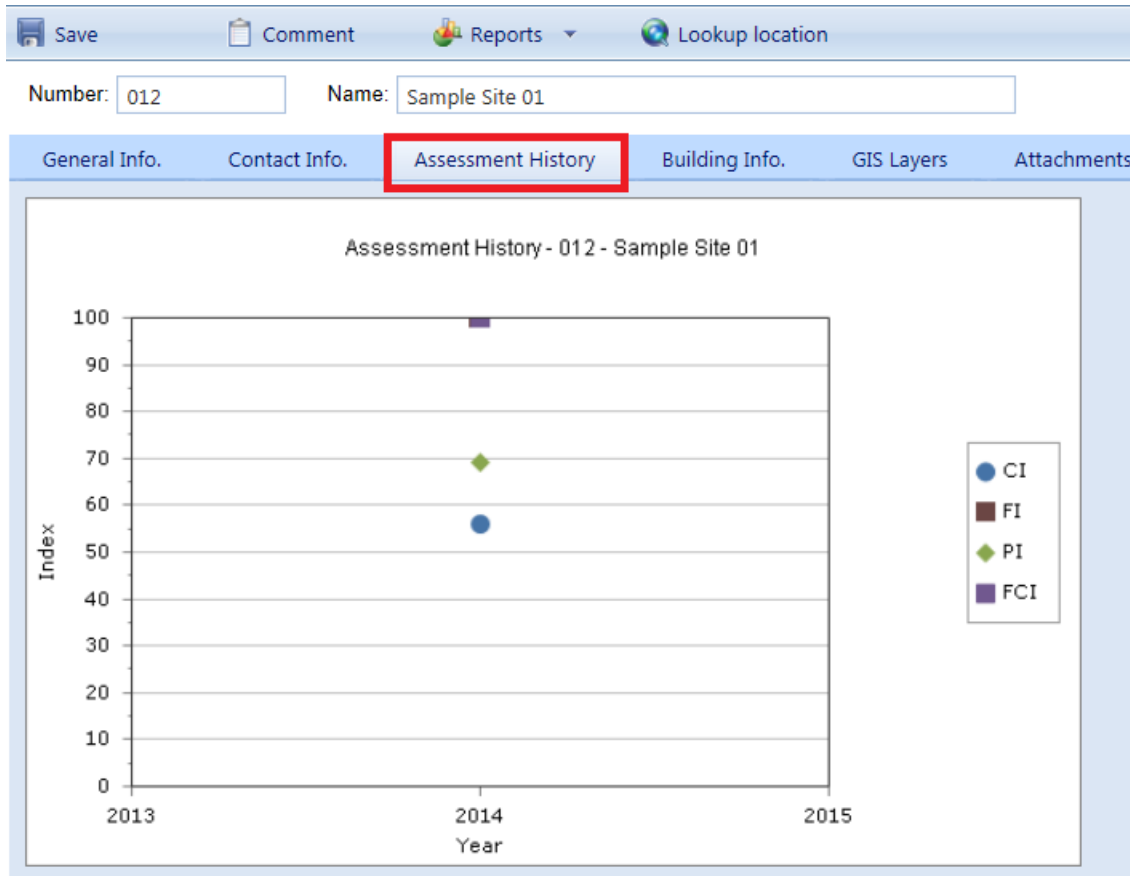 Save Comment Reports Lookup location
Number: 012 Name: Sample Site 01
General Info. Contact Info. Assessment History Building Info. GIS Layers Attachments
Assessment History - 012 - Sample Site 01
100
90
80
70
60
50
40
30
20
10
0
Index
2013 2014 2015
Year
CI
FI
PI
FCI